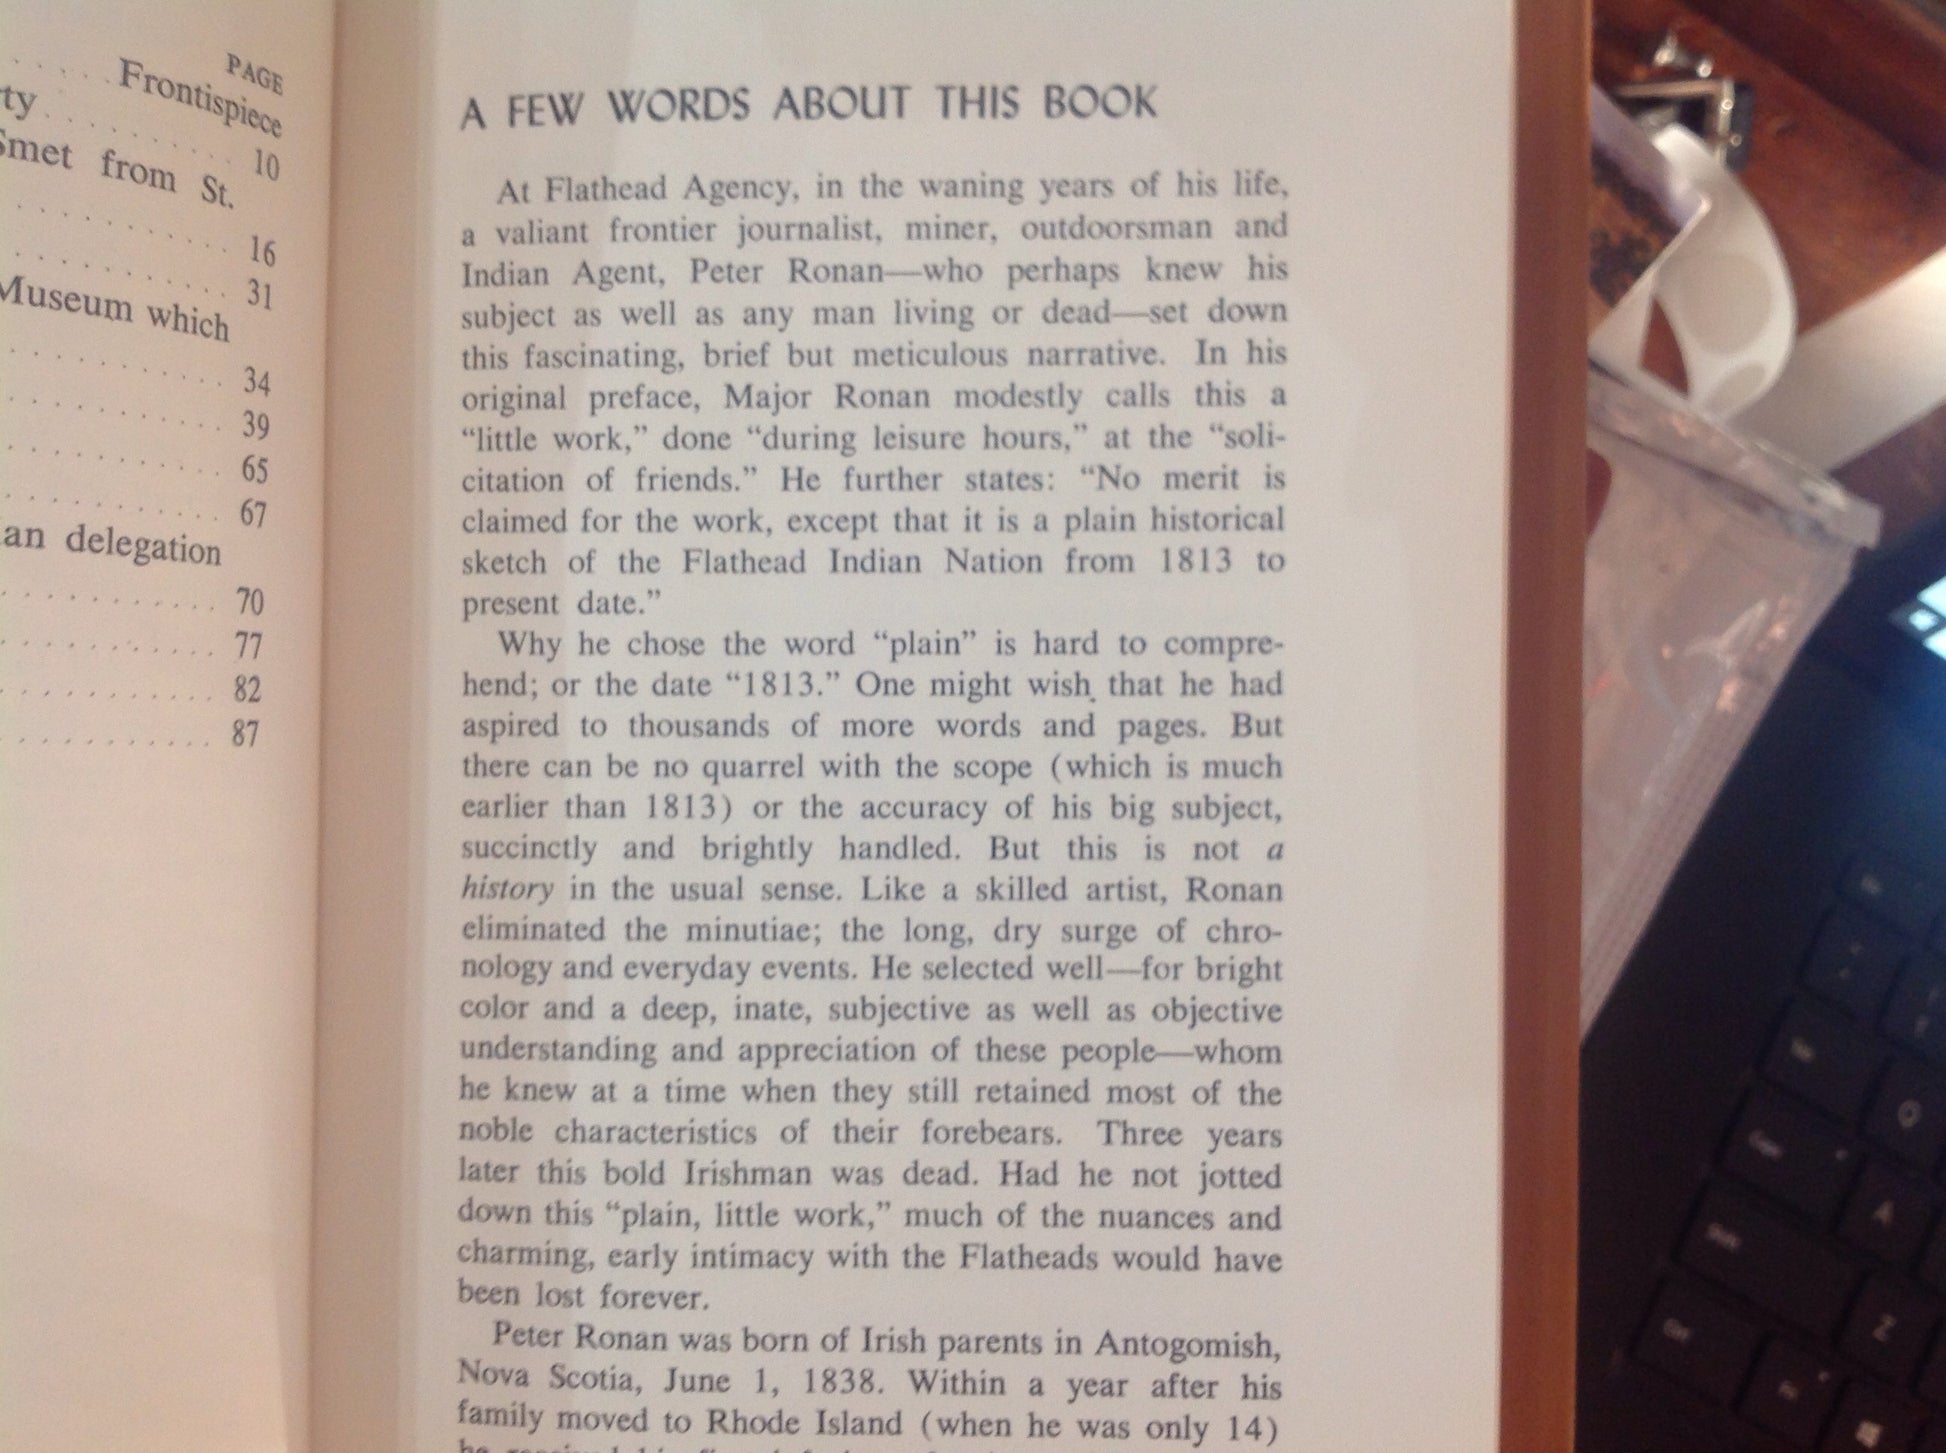 PAGE
Frontispiece
10
from St.
16
31
Museum which
34
39
65
67
delegation
70
77
82
87
A FEW WORDS ABOUT THIS BOOK
At Flathead Agency, in the waning years of his life,
a valiant frontier journalist, miner, outdoorsman and
Indian Agent, Peter Ronan—who perhaps knew his
subject as well as any man living or dead—set down
this fascinating, brief but meticulous narrative. In his
original preface, Major Ronan modestly calls this a
“little work,” done “during leisure hours,” at the “soli-
citation of friends.” He further states: “No merit is
claimed for the work, except that it is a plain historical
sketch of the Flathead Indian Nation from 1813 to
present date.”
Why he chose the word “plain” is hard to compre-
hend; or the date “1813.” One might wish that he had
aspired to thousands of more words and pages. But
there can be no quarrel with the scope (which is much
earlier than 1813) or the accuracy of his big subject,
succinctly and brightly handled. But this is not a
history in the usual sense. Like a skilled artist, Ronan
eliminated the minutiae; the long, dry surge of chro-
nology and everyday events. He selected well—for bright
color and a deep, inate, subjective as well as objective
understanding and appreciation of these people—whom
he knew at a time when they still retained most of the
noble characteristics of their forebears. Three years
later this bold Irishman was dead. Had he not jotted
down this “plain, little work,” much of the nuances and
charming, early intimacy with the Flatheads would have
been lost forever.
Peter Ronan was born of Irish parents in Antogomish,
Nova Scotia, June 1, 1838. Within a year after his
family moved to Rhode Island (when he was only 14)